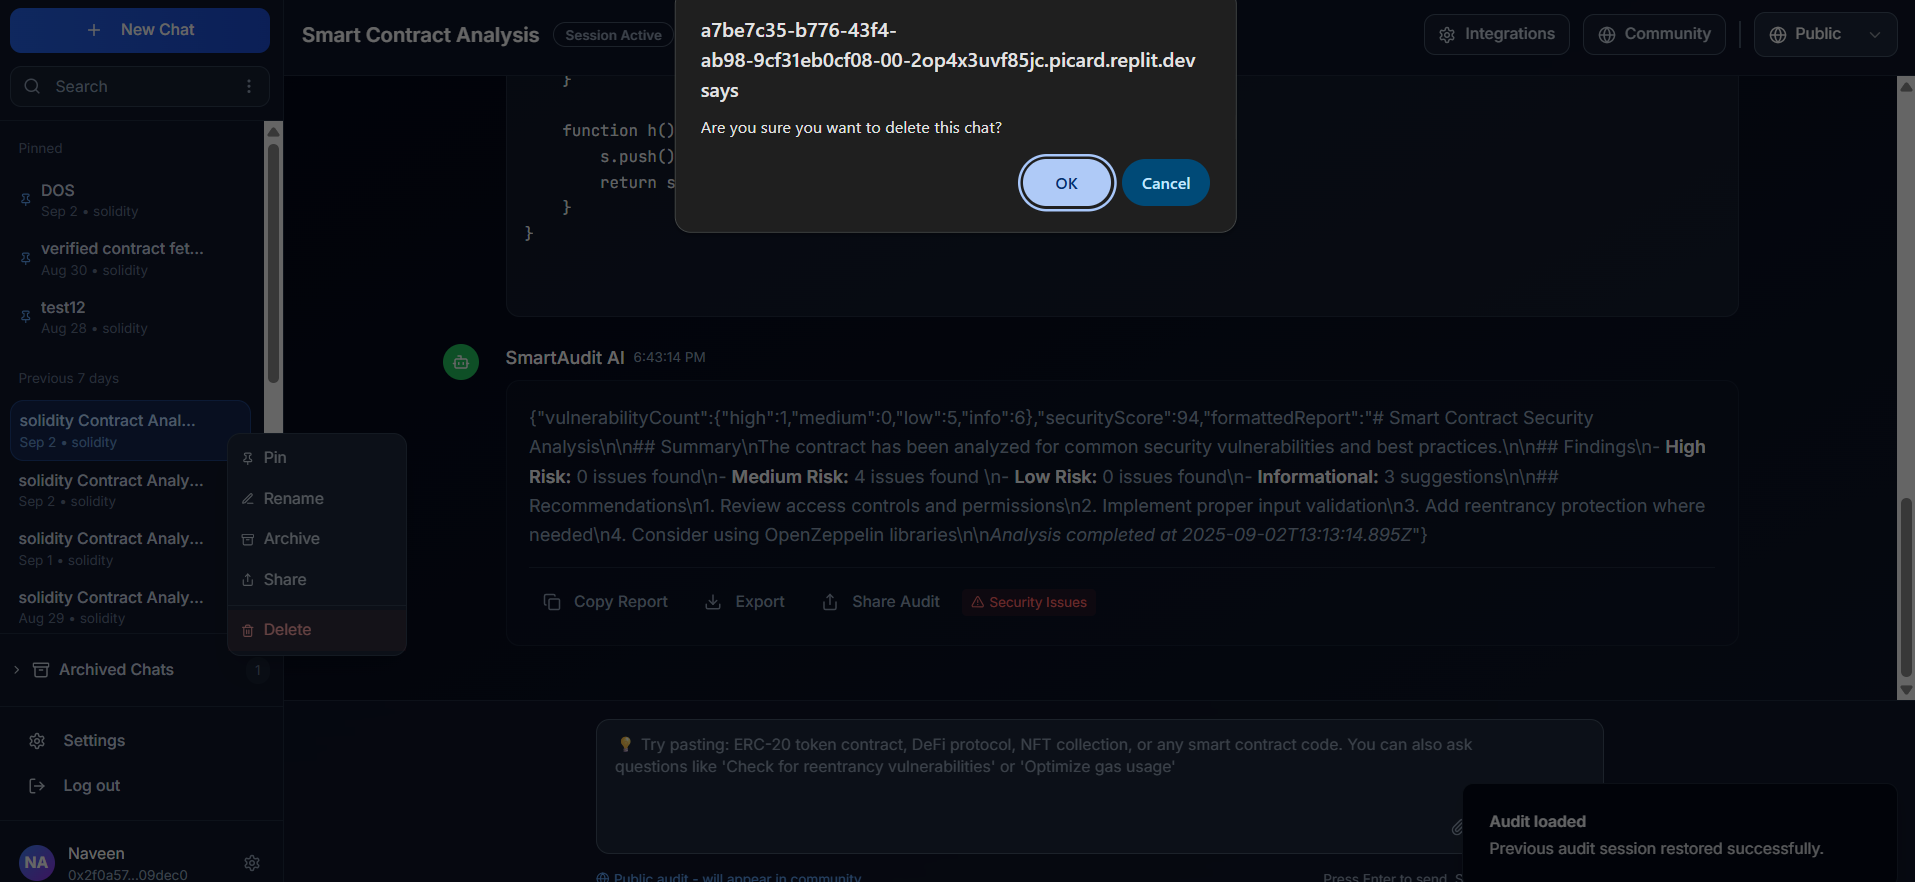 New Chat
Search
Pinned
DOS
Sep 2 • solidity
verified contract fet...
Aug 30 • solidity
test12
Aug 28 • solidity
Previous 7 days
solidity Contract Anal...
Sep 2 • solidity
solidity Contract Analy...
Sep 2 • solidity
solidity Contract Analy...
Sep 1 • solidity
solidity Contract Analy...
Aug 29 • solidity
Archived Chats
1
Settings
Log out
NA
Naveen
0x2f0a57...09dec0
Pin
Rename
Archive
Share
Delete
Smart Contract Analysis
Session Active
Integrations
Community
Public
a7be7c35-b776-43f4-
ab98-9cf31eb0cf08-00-2op4x3uvf85jc.picard.replit.dev
says
Are you sure you want to delete this chat?
OK
Cancel
}
function h()
s.push()
return s
}
}
SmartAudit AI 6:43:14 PM
{"vulnerabilityCount":{"high":1,"medium":0,"low":5,"info":6},"securityScore":94,"formattedReport":"# Smart Contract Security
Analysis\n\n## Summary\nThe contract has been analyzed for common security vulnerabilities and best practices.\n\n## Findings\n- High
Risk: 0 issues found\n- Medium Risk: 4 issues found \n- Low Risk: 0 issues found\n- Informational: 3 suggestions\n\n##
Recommendations\n1. Review access controls and permissions\n2. Implement proper input validation\n3. Add reentrancy protection where
needed\n4. Consider using OpenZeppelin libraries\n\nAnalysis completed at 2025-09-02T13:13:14.895Z"}
Copy Report
Export
Share Audit
Security Issues
Try pasting: ERC-20 token contract, DeFi protocol, NFT collection, or any smart contract code. You can also ask
questions like 'Check for reentrancy vulnerabilities' or 'Optimize gas usage'
Public audit - will appear in community
Press Enter to send, S
Audit loaded
Previous audit session restored successfully.